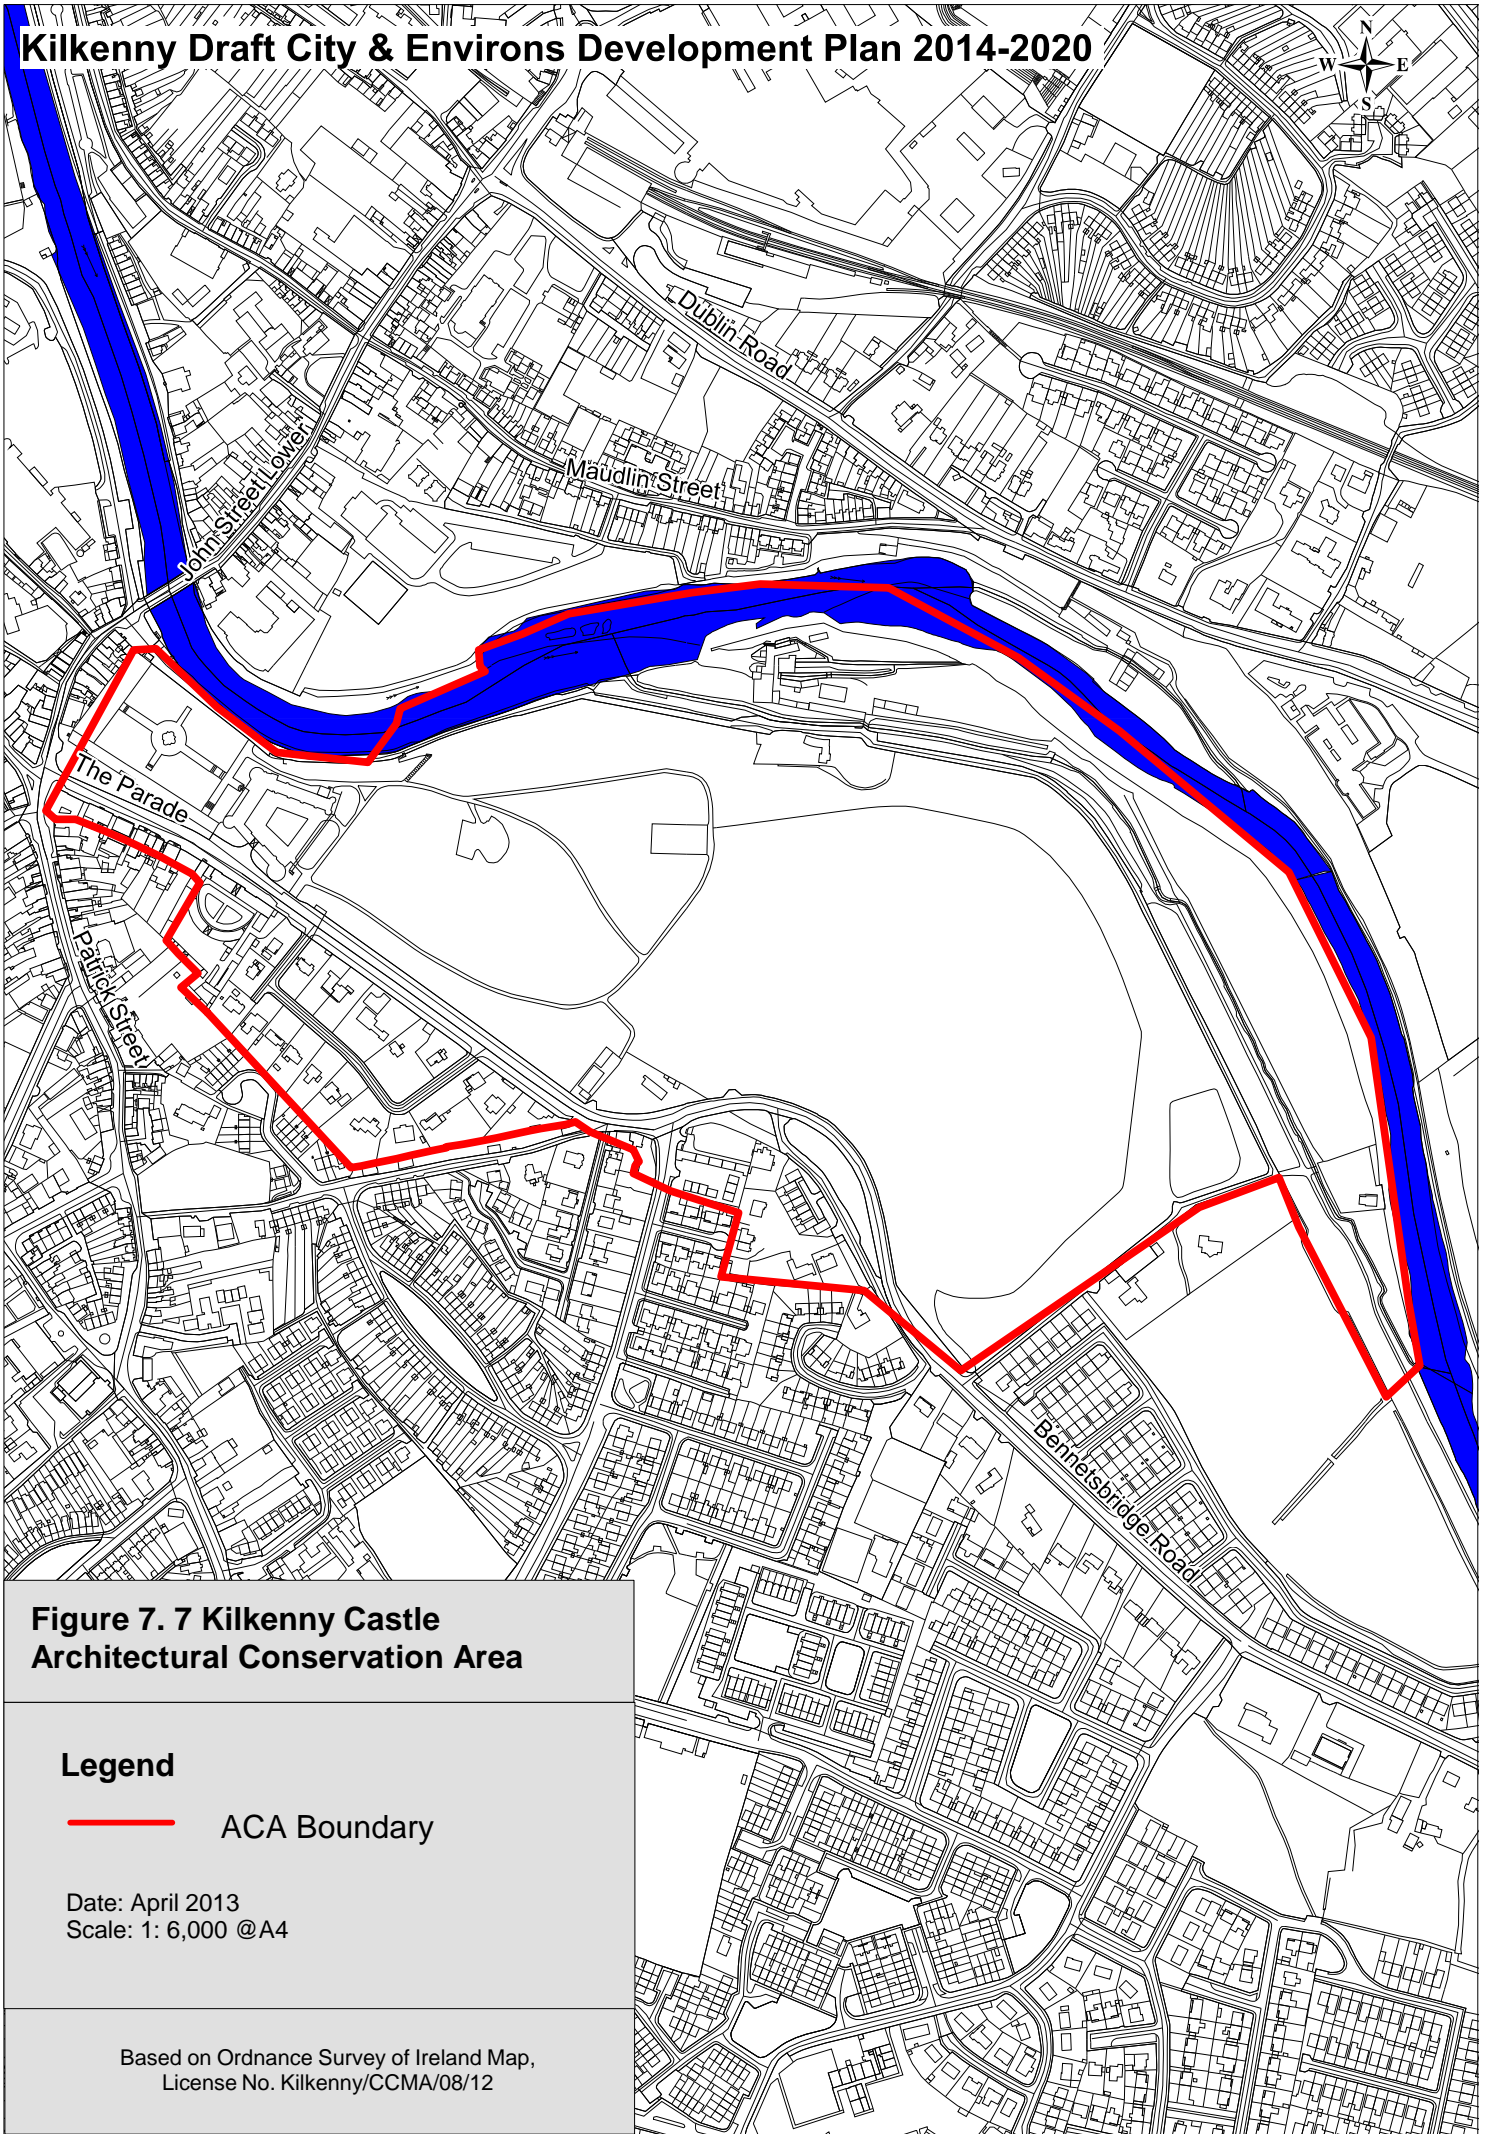 Kilkenny Draft City & Environs Development Plan 2014-2020
N
W E
S
Dublin Road
John Street Lower
Maudlin Street
The Parade
Patrick Street
Bennetsbridge Road
Figure 7. 7 Kilkenny Castle
Architectural Conservation Area
Legend
ACA Boundary
Date: April 2013
Scale: 1: 6,000 @A4
Based on Ordnance Survey of Ireland Map,
License No. Kilkenny/CCMA/08/12